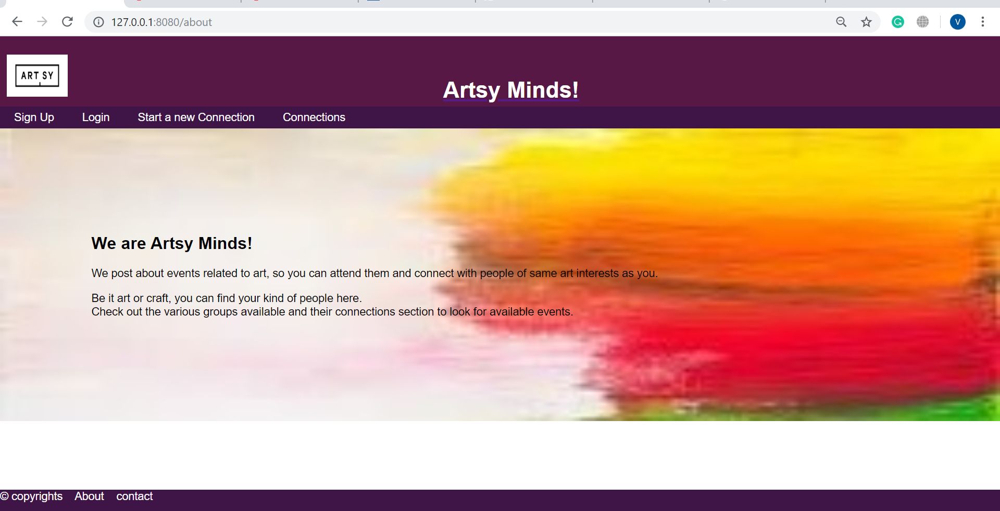 127.0.0.1:8080/about
V
ART SY
Artsy Minds!
Sign Up Login Start a new Connection Connections
We are Artsy Minds!
We post about events related to art, so you can attend them and connect with people of same art interests as you.
Be it art or craft, you can find your kind of people here.
Check out the various groups available and their connections section to look for available events.
© copyrights About contact